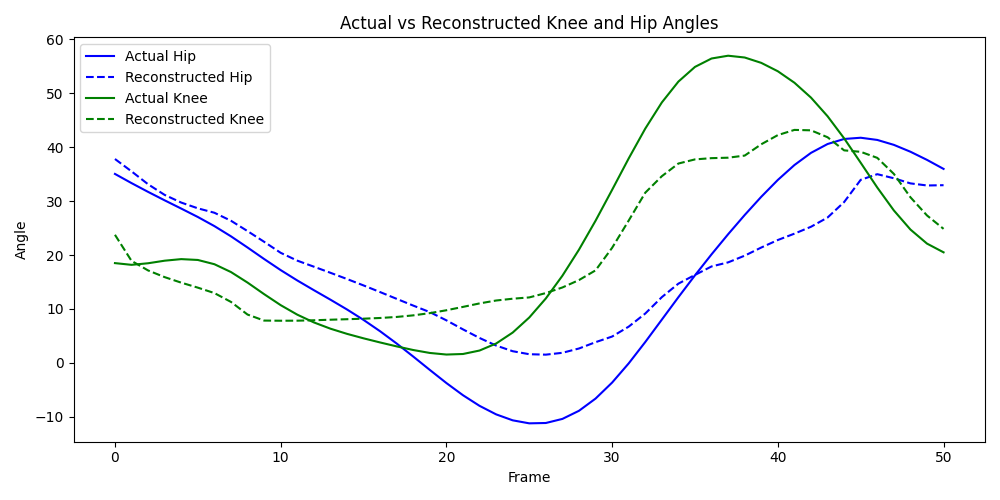 Actual vs Reconstructed Knee and Hip Angles
Actual Hip
Reconstructed Hip
Actual Knee
Reconstructed Knee
60
50
40
30
20
10
0
−10
Angle
0 10 20 30 40 50
Frame